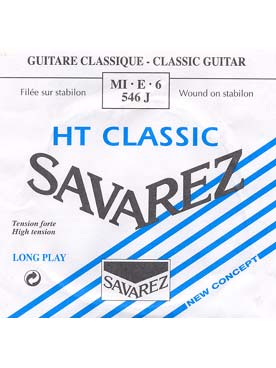 GUITARE CLASSIQUE - CLASSIC GUITAR
Filée sur stabilon
MI · E · 6
546 J
Wound on stabilon
HT CLASSIC
SAVAREZ
Tension forte
High tension
LONG PLAY
SAVAREZ
NEW CONCEPT